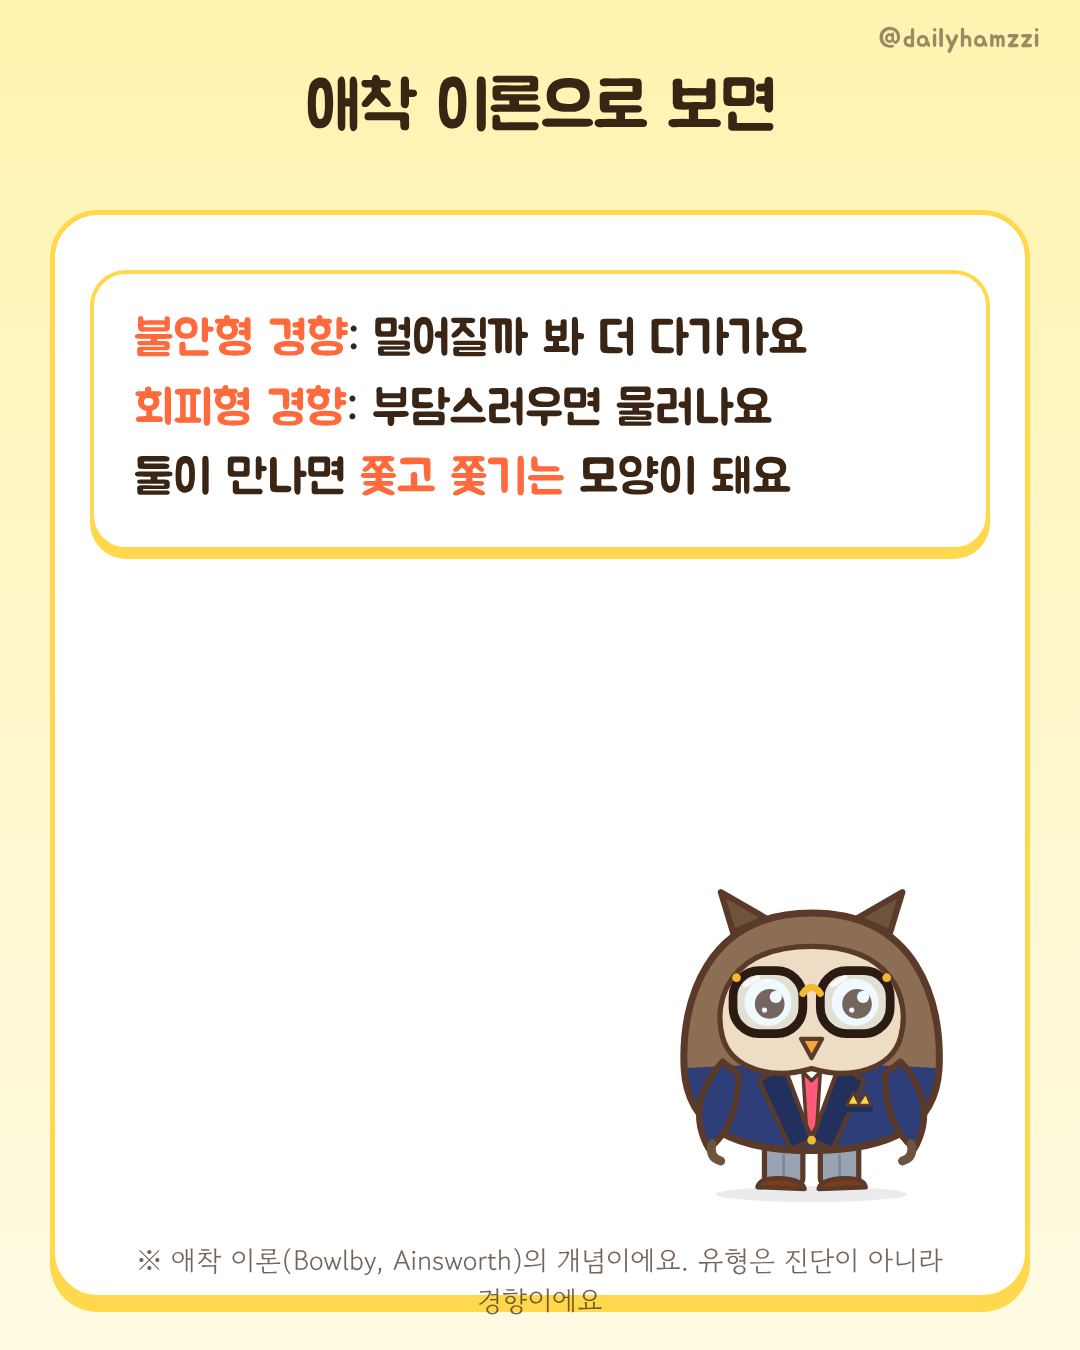 @dailyhamzzi
애착 이론으로 보면
불안형 경향: 멀어질까 봐 더 다가가요
회피형 경향: 부담스러우면 물러나요
둘이 만나면 쫓고 쫓기는 모양이 돼요
※ 애착 이론(Bowlby, Ainsworth)의 개념이에요. 유형은 진단이 아니라
경향이에요